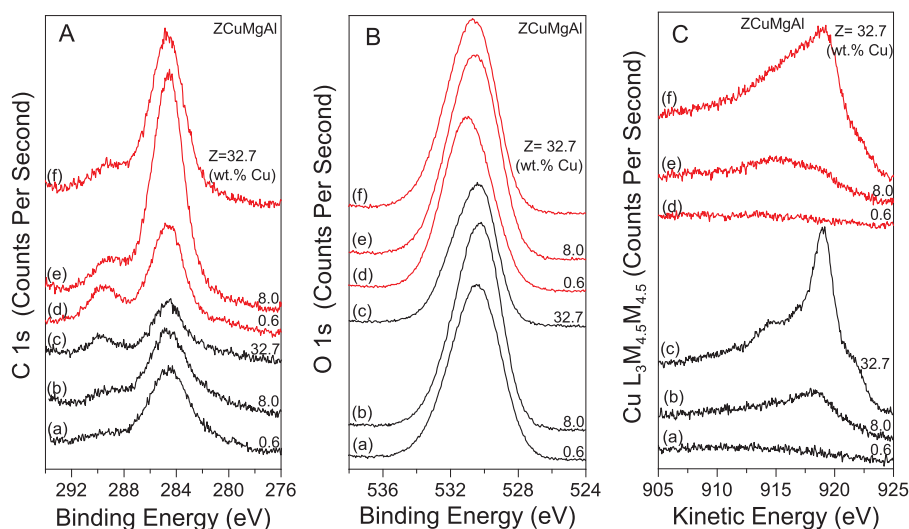 A
C 1s (Counts Per Second)
Z=32.7
(wt.% Cu)
(f)
(e)
8.0
(d)
0.6
(c)
32.7
(b)
8.0
(a)
0.6
292 288 284 280 276
Binding Energy (eV)
B
ZCuMgAl
O 1s (Counts Per Second)
Z= 32.7
(wt.% Cu)
(f)
(e)
8.0
(d)
0.6
(c)
32.7
(b)
8.0
(a)
0.6
536 532 528 524
Binding Energy (eV)
ZCuMgAl
C
Z= 32.7
(wt.% Cu)
Cu L3M4.5M4.5 (Counts Per Second)
(f)
(e)
8.0
(d)
0.6
(c)
32.7
(b)
8.0
(a)
0.6
905 910 915 920 925
Kinetic Energy (eV)